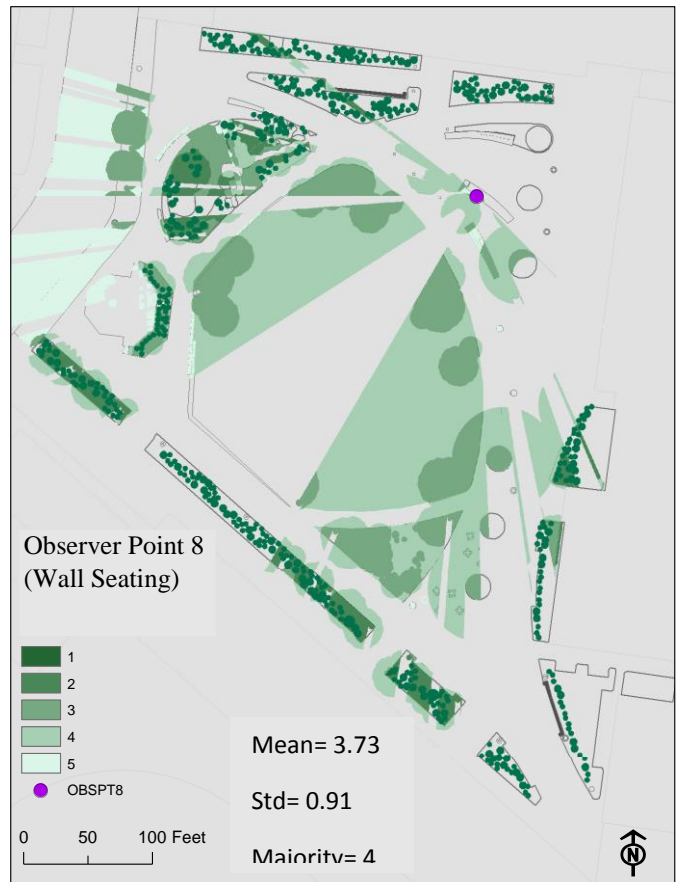 Observer Point 8
(Wall Seating)
1
2
3
4
5
OBSPT8
0 50 100 Feet
Mean= 3.73
Std= 0.91
Majority= 4
N